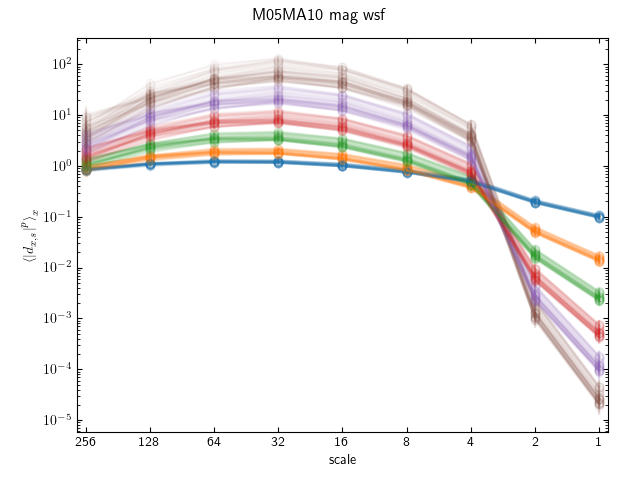 M05MA10 mag wsf
⟨|d_{x,s}|^p⟩_x
10^2
10^1
10^0
10^{-1}
10^{-2}
10^{-3}
10^{-4}
10^{-5}
256 128 64 32 16 8 4 2 1
scale